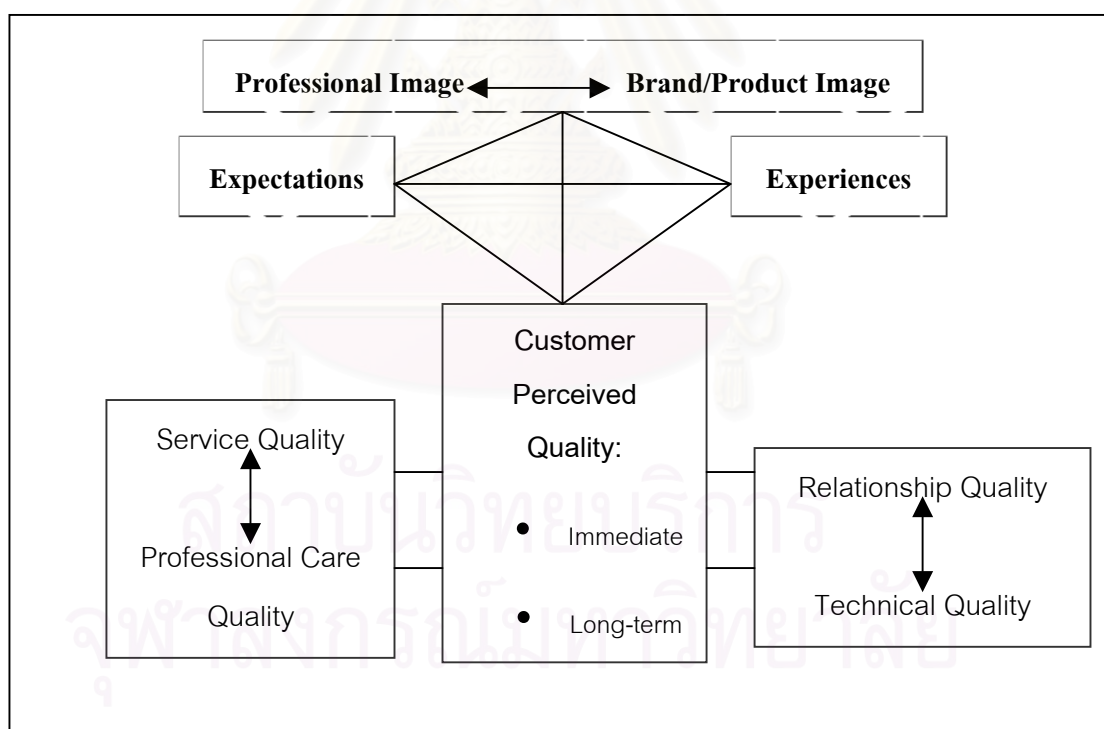 Professional Image Brand/Product Image
Expectations
Experiences
Customer
Perceived
Quality:
• Immediate
• Long-term
Service Quality
Professional Care
Quality
Relationship Quality
Technical Quality
สถาบันวิทยบริการ
จุฬาลงกรณ์มหาวิทยาลัย